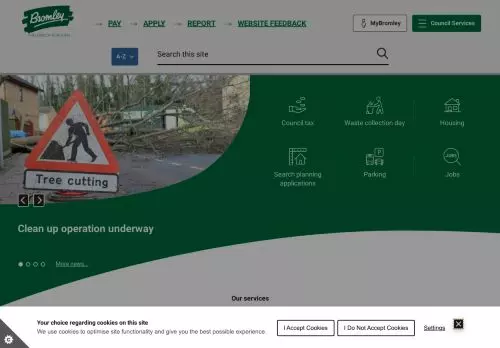 Bromley
THE LONDON BOROUGH
PAY
APPLY
REPORT
WEBSITE FEEDBACK
MyBromley
Council Services
A-Z
Search this site
Tree cutting
Council tax
Waste collection day
Housing
Search planning
applications
Parking
Jobs
JOBS
P
Clean up operation underway
More news...
Our services
Your choice regarding cookies on this site
We use cookies to optimise site functionality and give you the best possible experience
I Accept Cookies
I Do Not Accept Cookies
Settings